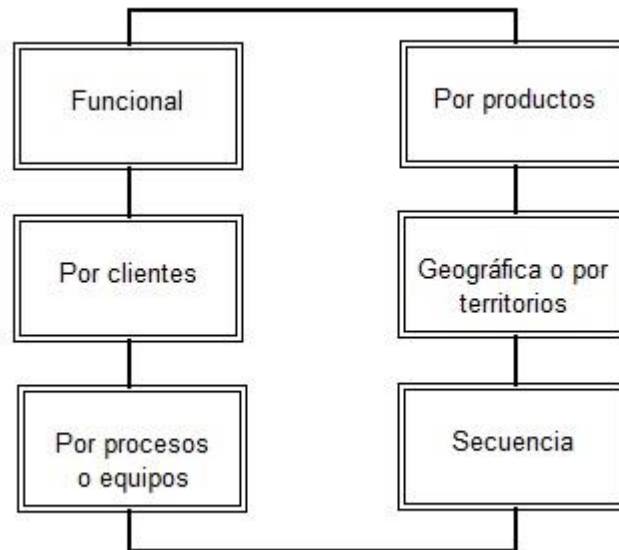 Funcional
Por productos
Por clientes
Geográfica o por
territorios
Por procesos
o equipos
Secuencia